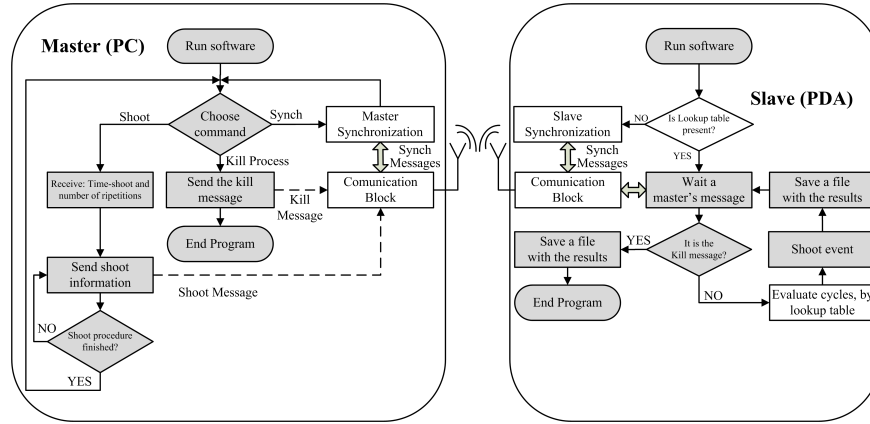 Master (PC)
Run software
Choose
command
Shoot
Synch
Master
Synchronization
Kill Process
Synch
Messages
Receive: Time-shoot and
number of ripetitions
Send the kill
message
Kill
Message
Comunication
Block
End Program
Send shoot
information
Shoot Message
NO
Shoot procedure
finished?
YES
Slave (PDA)
Run software
Slave
Synchronization
NO
Is Lookup table
present?
Synch
Messages
YES
Comunication
Block
Wait a
master's message
Save a file
with the results
Save a file
with the results
YES
It is the
Kill message?
Shoot event
End Program
NO
Evaluate cycles, by
lookup table